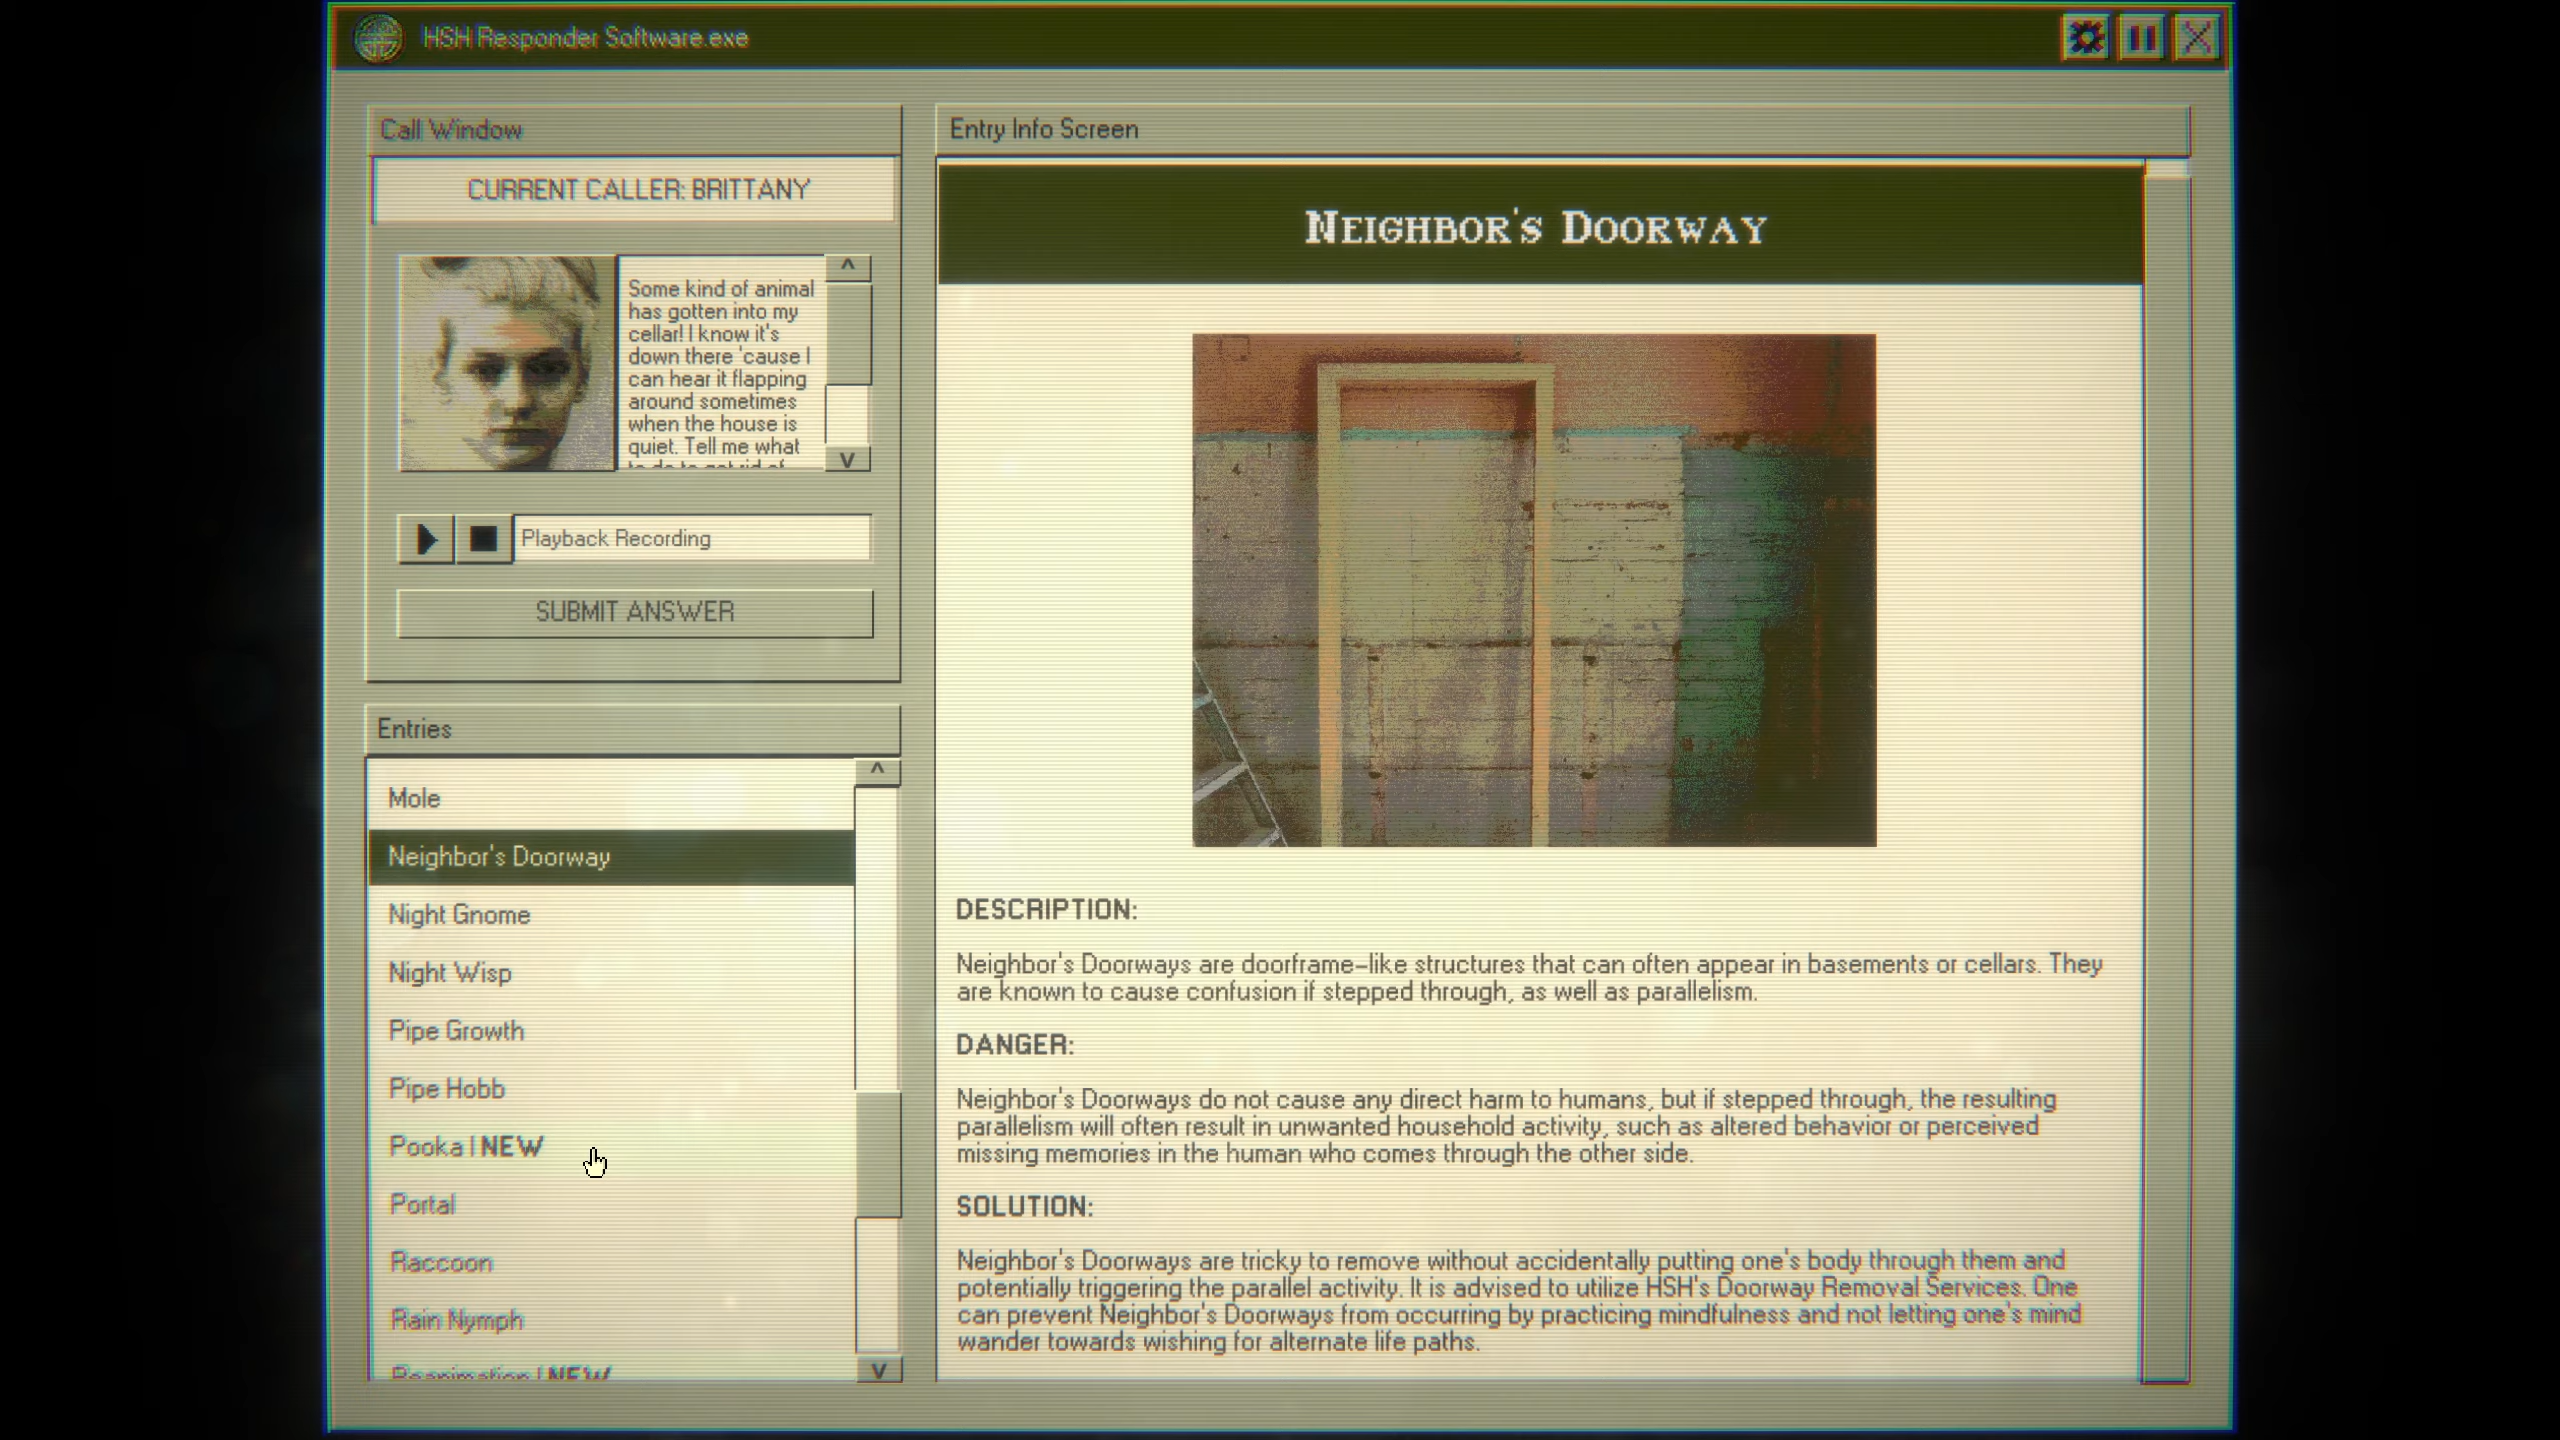 HSH Responder Software.exe
Call Window
CURRENT CALLER: BRITTANY
Some kind of animal
has gotten into my
cellar! I know it's
down there 'cause I
can hear it flapping
around sometimes
when the house is
quiet. Tell me what
to do to get rid of
Playback Recording
SUBMIT ANSWER
Entries
Mole
Neighbor's Doorway
Night Gnome
Night Wisp
Pipe Growth
Pipe Hobb
Pooka | NEW
Portal
Raccoon
Rain Nymph
Reanimation | NEW
Entry Info Screen
NEIGHBOR'S DOORWAY
DESCRIPTION:
Neighbor's Doorways are doorframe-like structures that can often appear in basements or cellars. They
are known to cause confusion if stepped through, as well as parallelism.
DANGER:
Neighbor's Doorways do not cause any direct harm to humans, but if stepped through, the resulting
parallelism will often result in unwanted household activity, such as altered behavior or perceived
missing memories in the human who comes through the other side.
SOLUTION:
Neighbor's Doorways are tricky to remove without accidentally putting one's body through them and
potentially triggering the parallel activity. It is advised to utilize HSH's Doorway Removal Services. One
can prevent Neighbor's Doorways from occurring by practicing mindfulness and not letting one's mind
wander towards wishing for alternate life paths.